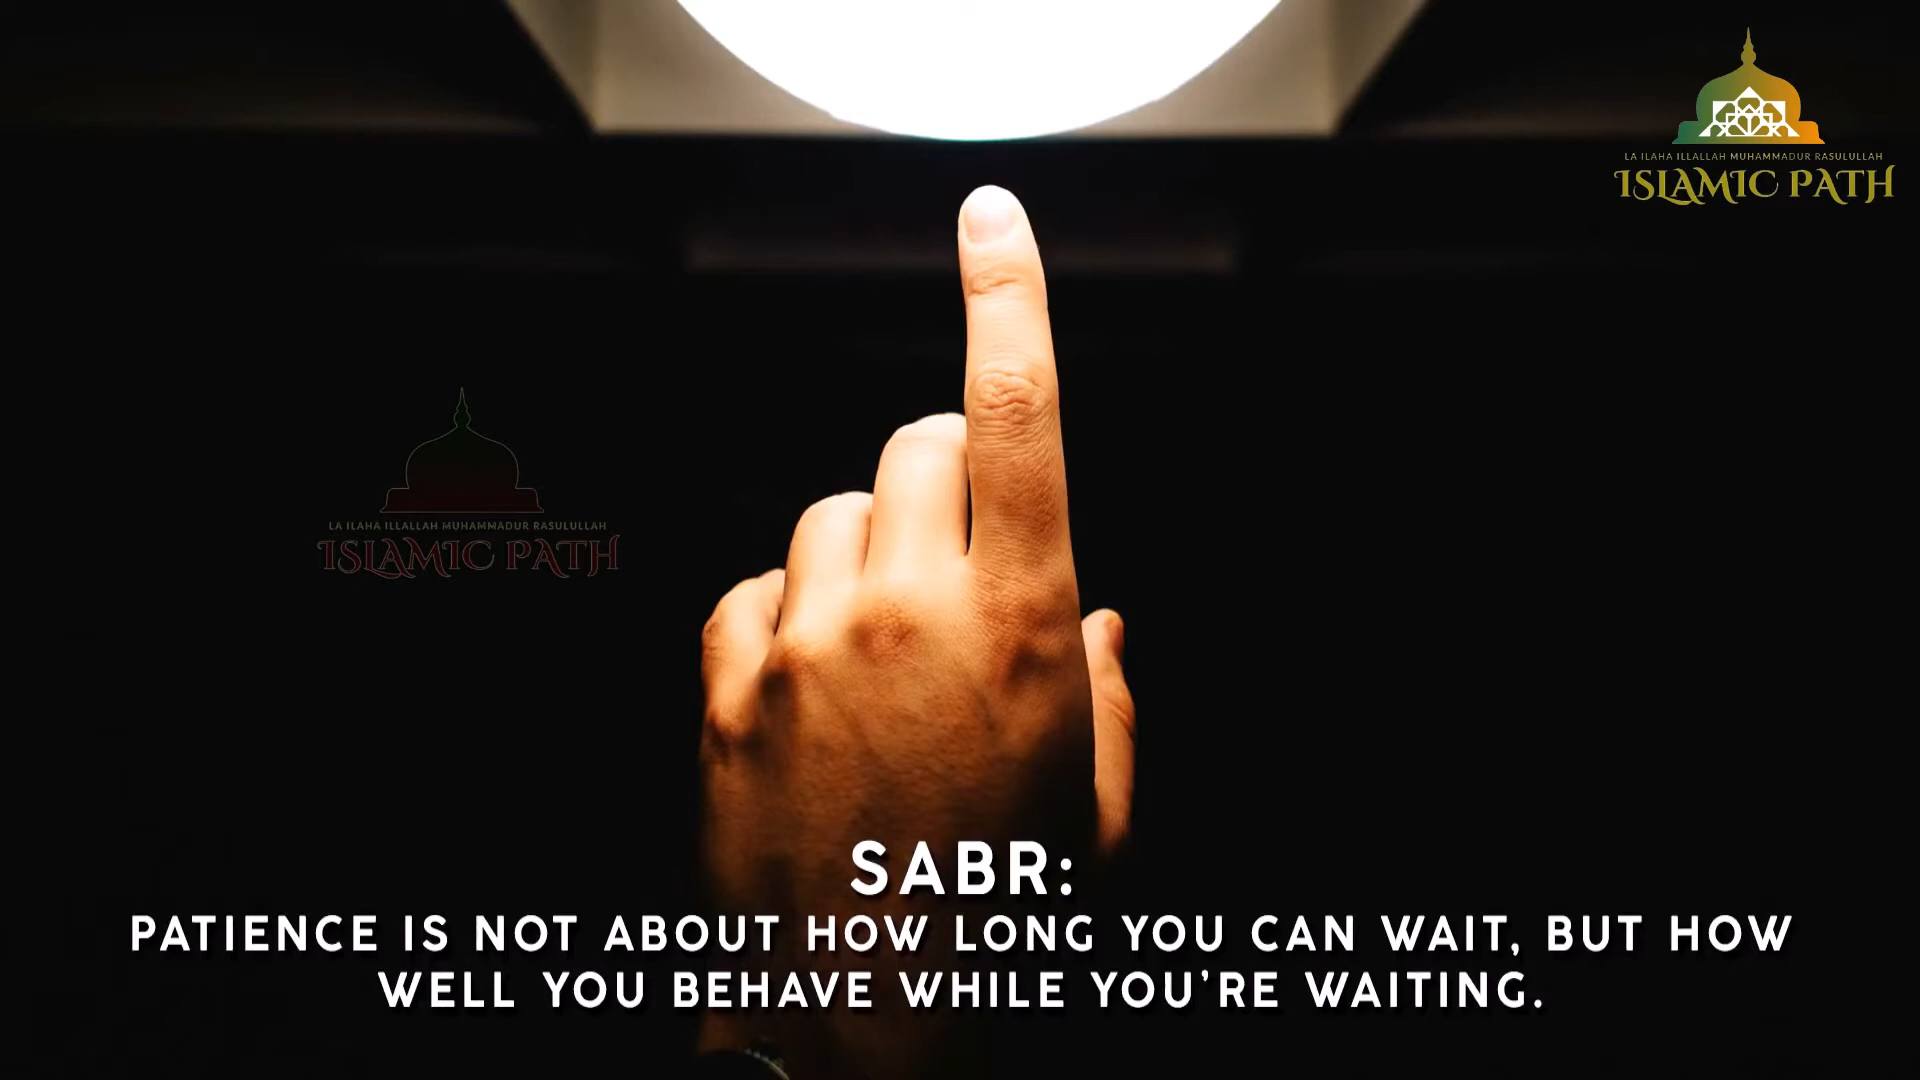 LA ILAHA ILLALLAH MUHAMMADUR RASULULLAH
ISLAMIC PATH
LA ILAHA ILLALLAH MUHAMMADUR RASULULLAH
ISLAMIC PATH
SABR:
PATIENCE IS NOT ABOUT HOW LONG YOU CAN WAIT, BUT HOW
WELL YOU BEHAVE WHILE YOU'RE WAITING.